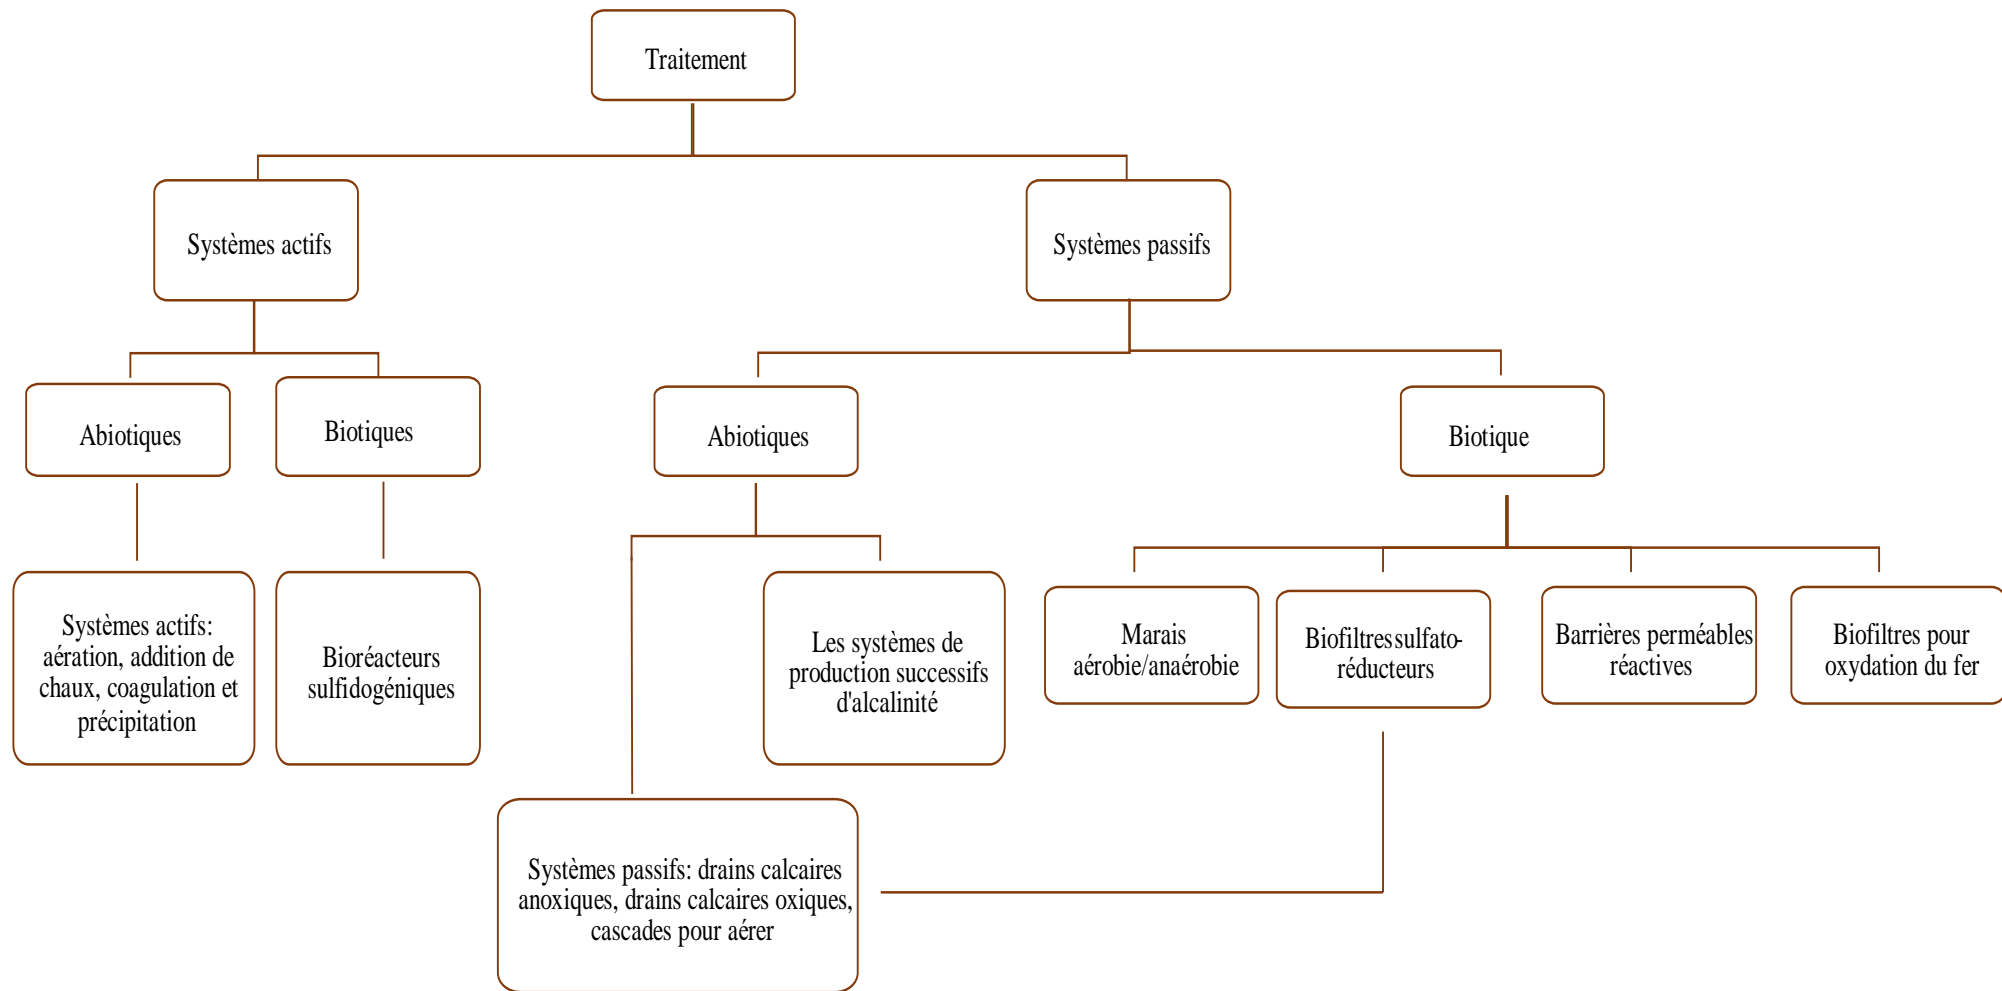 Traitement
Systèmes actifs
Systèmes passifs
Abiotiques
Biotiques
Abiotiques
Biotique
Systèmes actifs:
aération, addition de
chaux, coagulation et
précipitation
Bioréacteurs
sulfidogéniques
Les systèmes de
production successifs
d'alcalinité
Marais
aérobie/anaérobie
Biofiltres sulfato-
réducteurs
Barrières perméables
réactives
Biofiltres pour
oxydation du fer
Systèmes passifs: drains calcaires
anoxiques, drains calcaires oxiques,
cascades pour aérer